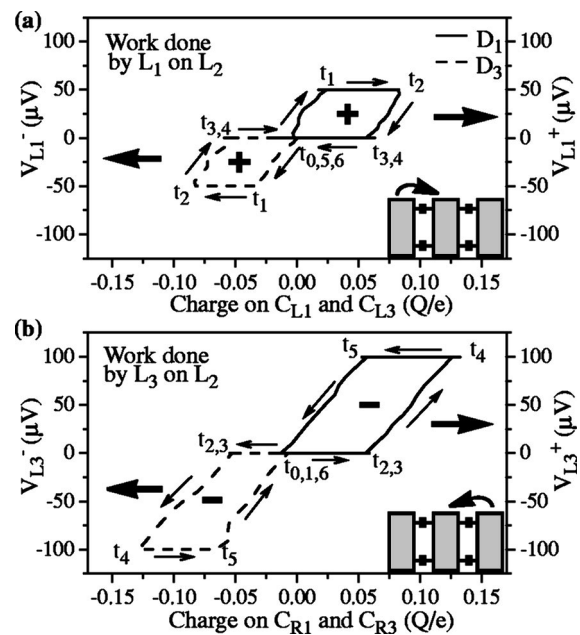 (a)
Work done
by L1 on L2
D1
D3
t1
t2
t3,4
t0,5,6
t3,4
t2
t1
+
+
VL1- (μV)
VL1+ (μV)
100
50
0
-50
-100
100
50
0
-50
-100
-0.15 -0.10 -0.05 0.00 0.05 0.10 0.15
Charge on CL1 and CL3 (Q/e)
(b)
Work done
by L3 on L2
t5
t4
t2,3
t0,1,6
t2,3
t4
t5
-
-
VL3- (μV)
VL3+ (μV)
100
50
0
-50
-100
100
50
0
-50
-100
-0.15 -0.10 -0.05 0.00 0.05 0.10 0.15
Charge on CR1 and CR3 (Q/e)